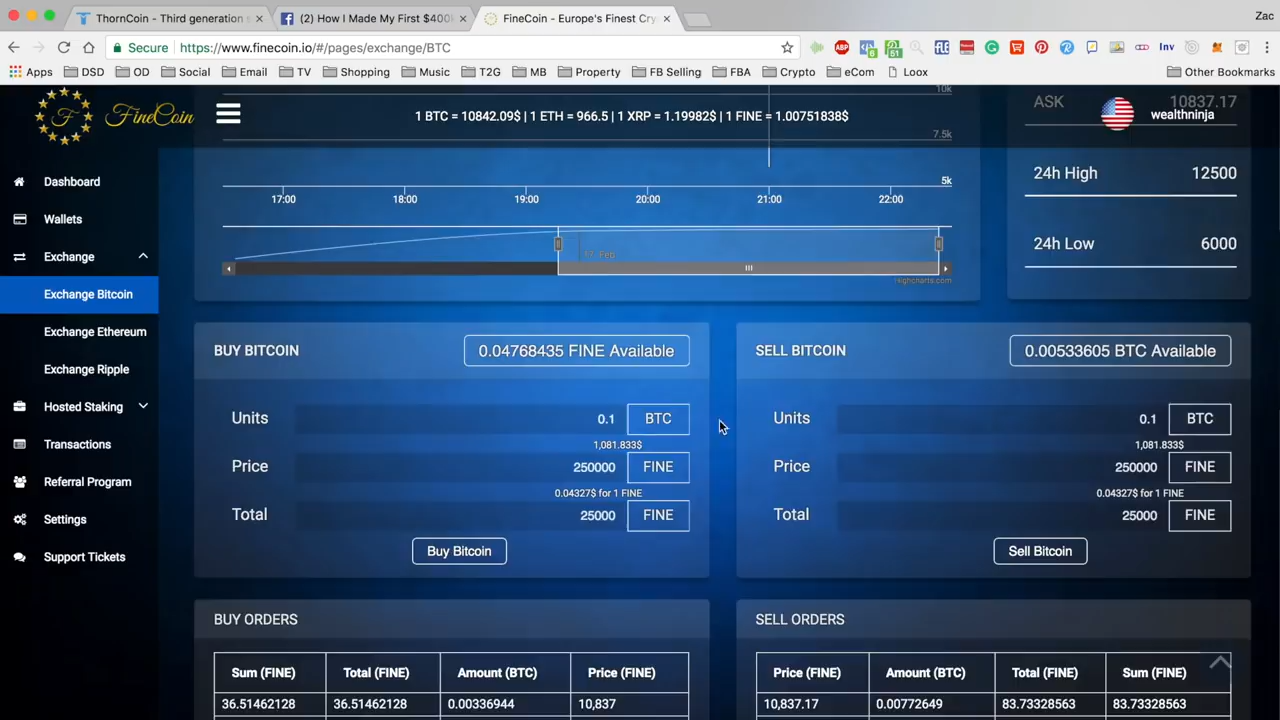 ThornCoin - Third generation
(2) How I Made My First $400
FineCoin - Europe's Finest Cry
Zac
Secure https://www.finecoin.io/#/pages/exchange/BTC
Apps DSD OD Social Email TV Shopping Music T2G MB Property FB Selling FBA Crypto eCom Loox Other Bookmarks
FineCoin
1 BTC = 10842.09$ | 1 ETH = 966.5 | 1 XRP = 1.19982$ | 1 FINE = 1.00751838$
wealthninja
10k
7.5k
5k
ASK 10837.17
24h High 12500
24h Low 6000
17:00 18:00 19:00 20:00 21:00 22:00
17. Feb
Highcharts.com
Dashboard
Wallets
Exchange
Exchange Bitcoin
Exchange Ethereum
Exchange Ripple
Hosted Staking
Transactions
Referral Program
Settings
Support Tickets
BUY BITCOIN 0.04768435 FINE Available
Units 0.1 BTC
1,081.833$
Price 250000 FINE
0.04327$ for 1 FINE
Total 25000 FINE
Buy Bitcoin
SELL BITCOIN 0.00533605 BTC Available
Units 0.1 BTC
1,081.833$
Price 250000 FINE
0.04327$ for 1 FINE
Total 25000 FINE
Sell Bitcoin
BUY ORDERS
Sum (FINE) Total (FINE) Amount (BTC) Price (FINE)
36.51462128 36.51462128 0.00336944 10,837
SELL ORDERS
Price (FINE) Amount (BTC) Total (FINE) Sum (FINE)
10,837.17 0.00772649 83.73328563 83.73328563